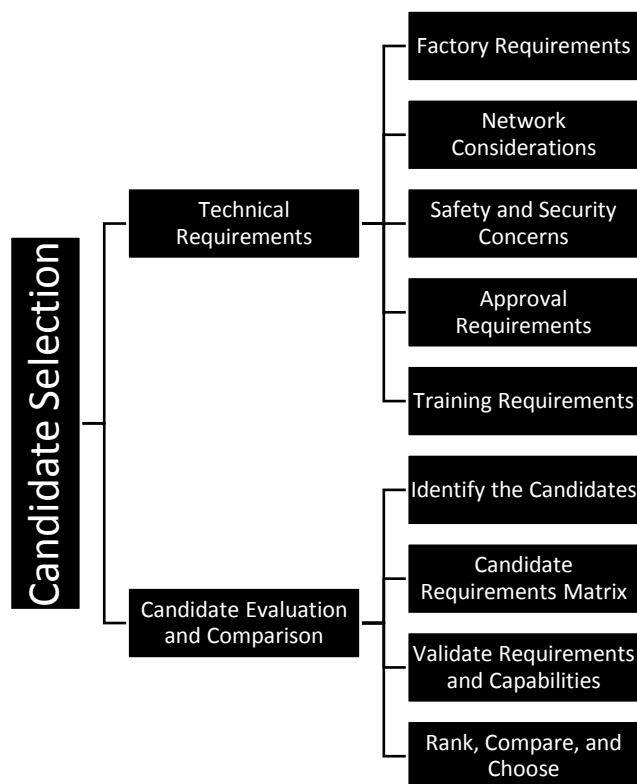 Candidate Selection
Technical
Requirements
Factory Requirements
Network
Considerations
Safety and Security
Concerns
Approval
Requirements
Training Requirements
Candidate Evaluation
and Comparison
Identify the Candidates
Candidate
Requirements Matrix
Validate Requirements
and Capabilities
Rank, Compare, and
Choose